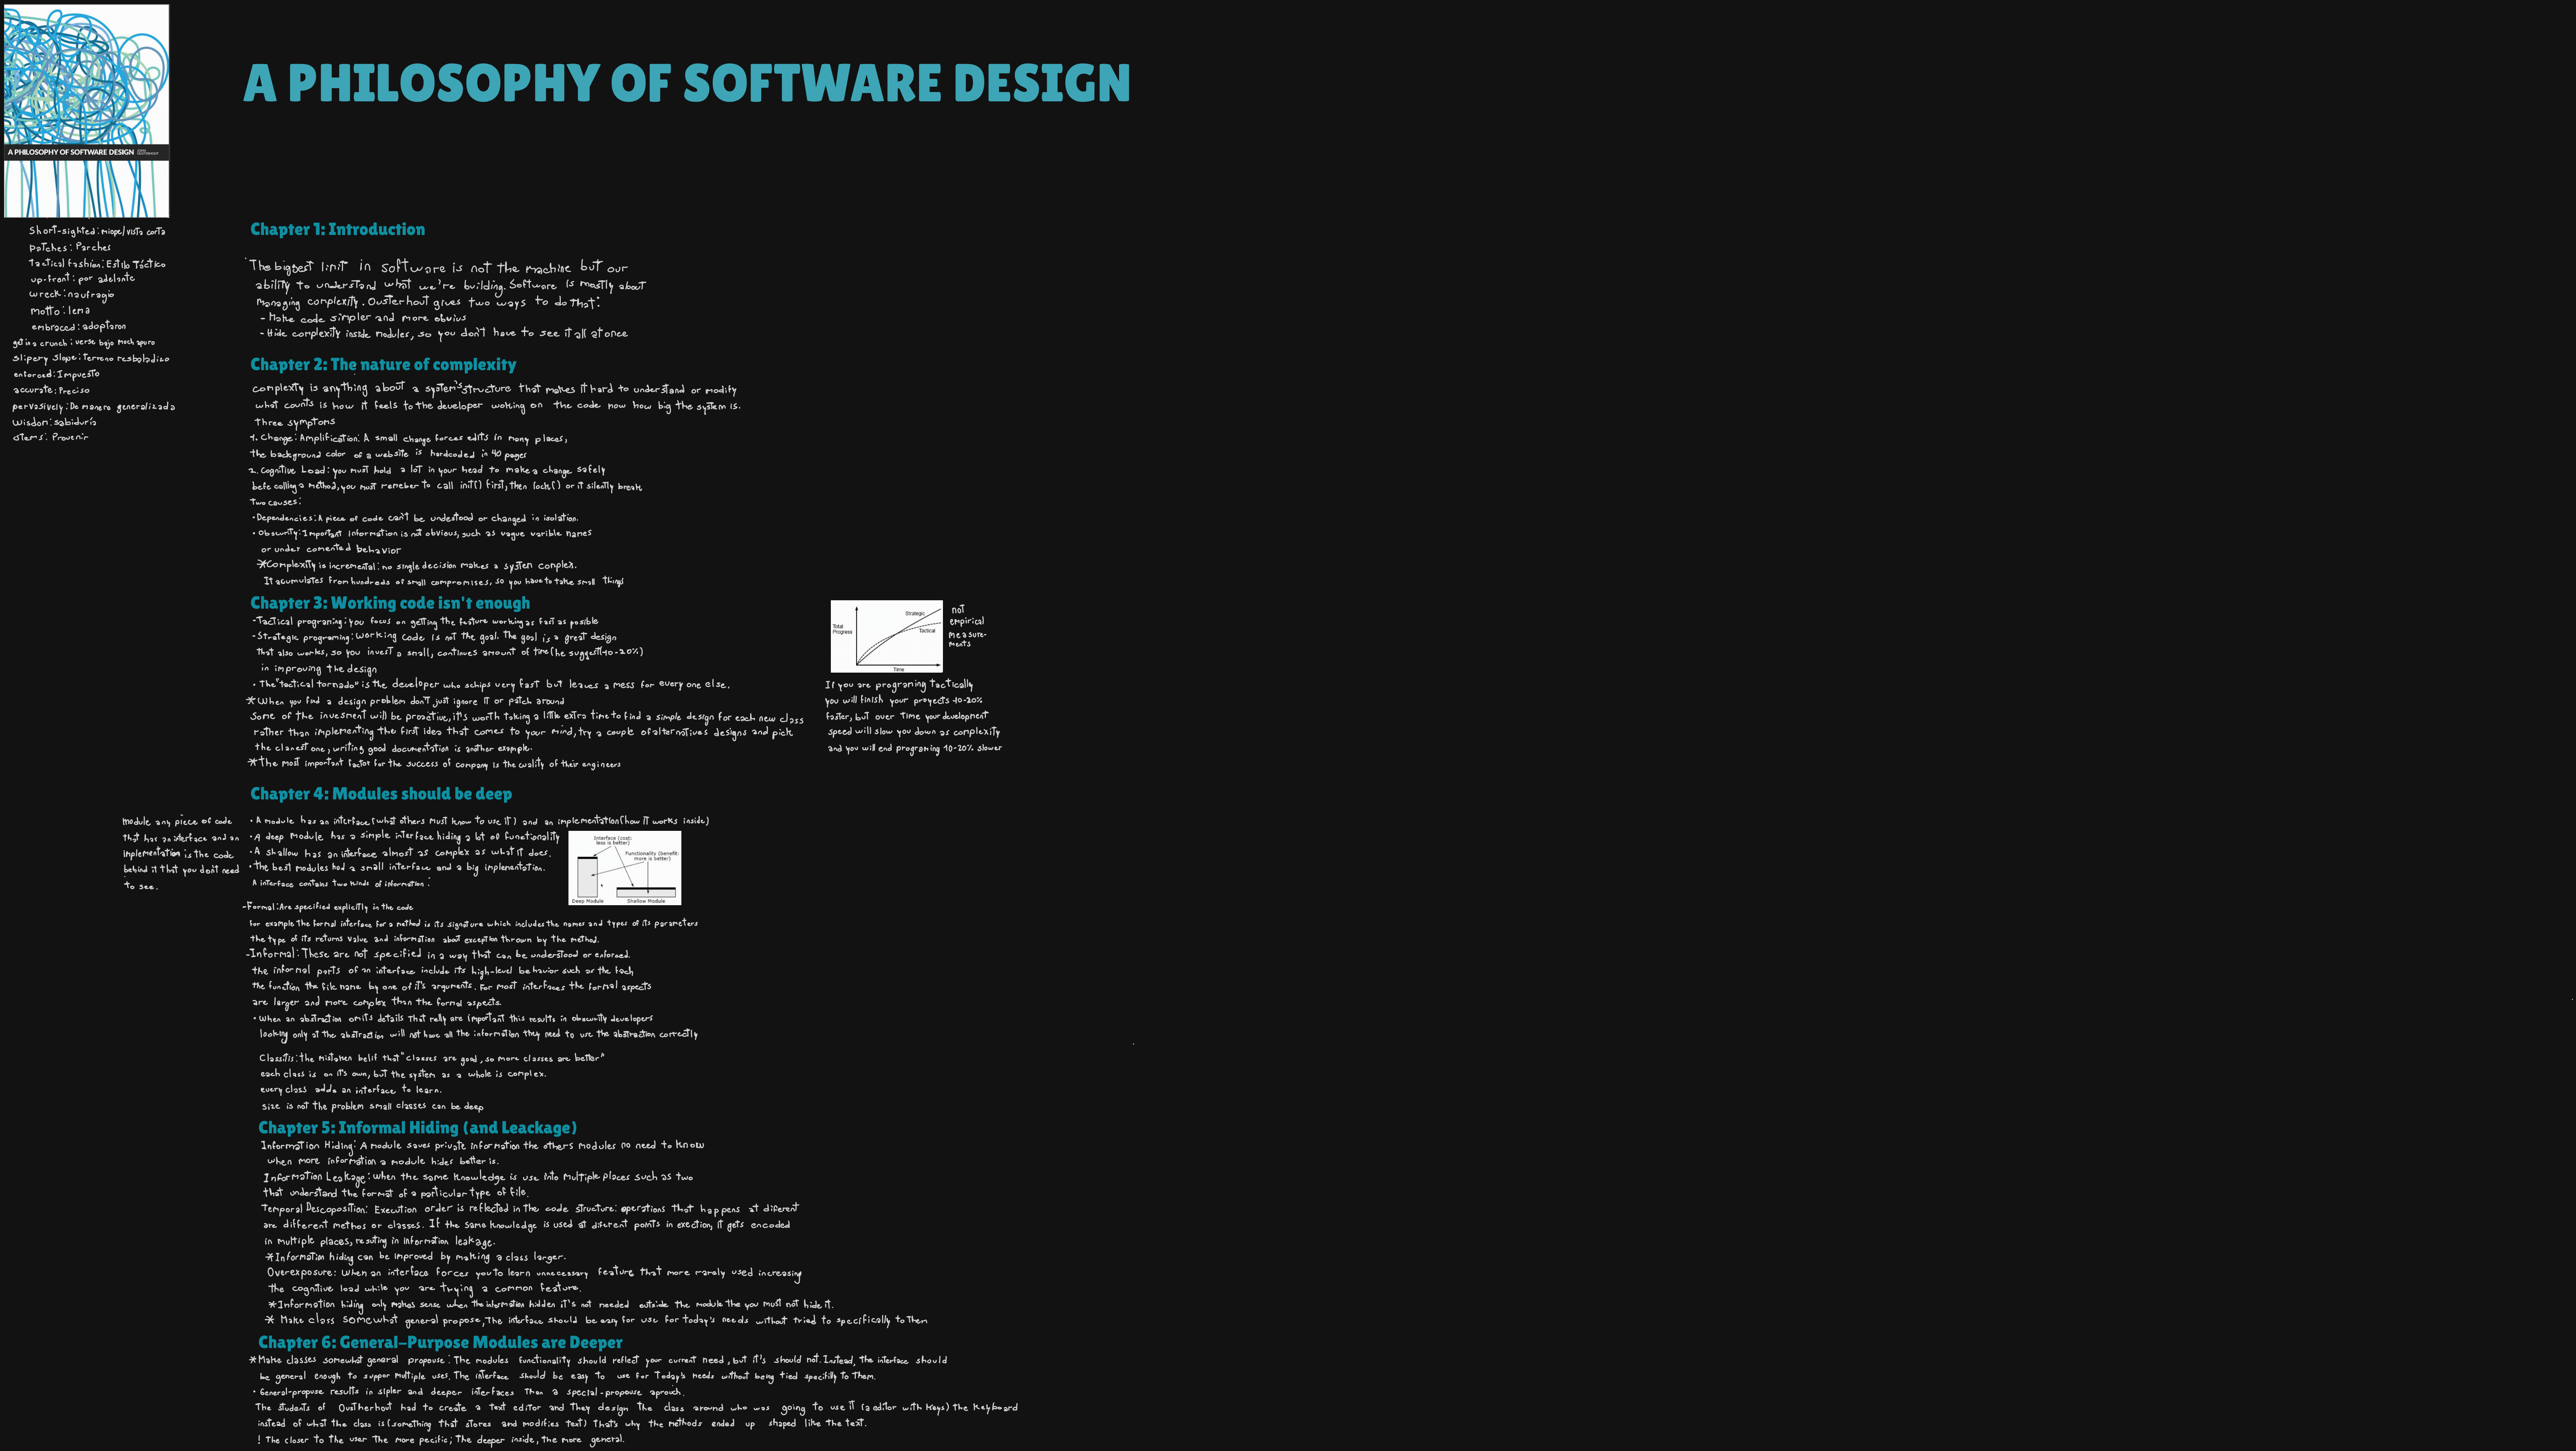 A PHILOSOPHY OF SOFTWARE DESIGN
A PHILOSOPHY OF SOFTWARE DESIGN
JOHN OUSTERHOUT
Short-sighted: miope/vista corta
Patches: Parches
Tactical fashion: Estilo Táctico
up-front: por adelante
wreck: naufragio
motto: lema
embraced: adoptaron
get in a crunch: verse bajo mucho apuro
slipery slope: terreno resbaladizo
enforced: Impuesto
accurate: Preciso
pervasively: De manera generalizada
Wisdom: sabiduría
stems: Provenir
Chapter 1: Introduction
The biggest limit in software is not the machine but our
ability to understand what we're building. Software is mostly about
managing complexity. Ousterhout gives two ways to do that:
- Make code simpler and more obvius
- Hide complexity inside modules, so you don't have to see it all at once
Chapter 2: The nature of complexity
complexity is anything about a system's structure that makes it hard to understand or modify
what counts is how it feels to the developer working on the code now how big the system is.
three symptoms
1. Change: Amplification: A small change forces edits in many places,
the background color of a website is hardcoded in 40 pages
2. Cognitive Load: you must hold a lot in your head to make a change safely
befe calling a method, you must remeber to call init() first, then lock() or it silently break
Two causes:
• Dependencies: A piece of code can't be undestood or changed in isolation.
• Obscurity: Important Information is not obvious, such as vague varible names
or under comented behavior
*Complexity is incremental: no single decision makes a system complex.
It acumulates from hundreds of small compromises, so you have to take small things
Chapter 3: Working code isn't enough
-Tactical programing: you focus on getting the feature working as fast as possible
-Strategic programing: working code is not the goal. The goal is a great design
that also works, so you invest a small, continues amount of time (he suggest 10-20%)
in improving the design
• The "tactical tornado" is the developer who schips very fast but leaves a mess for every one else.
*When you find a design problem don't just ignore it or patch around
Some of the invesment will be proactive, it's worth taking a little extra time to find a simple design for each new class
rather than implementing the first idea that comes to your mind, try a couple of alternatives designs and pick
the clanest one, writing good documentation is another example.
*The most important factor for the success of company is the cuality of their engineers
Total Progress
Strategic
Tactical
Time
not
empirical
measure-
ments
If you are programing tactically
you will finish your proyects 10-20%
faster, but over time your development
speed will slow you down as complexity
and you will end programing 10-20% slower
Chapter 4: Modules should be deep
module any piece of code
that has an interface and an
implementation is the code
behind it that you don't need
to see.
• A module has an interface (what others must know to use it) and an implementation (how it works inside)
• A deep module has a simple interface hiding a lot of functionality
• A shallow has an interface almost as complex as what it does.
• the best modules had a small interface and a big implementation.
A interface contains two kinds of information:
Interface (cost:
less is better)
Functionality (benefit:
more is better)
Deep Module
Shallow Module
-Formal: Are specified explicitly in the code
for example the formal interface for a method is its signature which includes the names and types of its parameters
the type of its returns value and information about exception thrown by the method.
-Informal: These are not specified in a way that can be understood or enforced.
the informal parts of an interface include its high-level behavior such as the fach
the function the file name by one of it's arguments. For most interfaces the formal aspects
are larger and more complex than the formal aspects.
• when an abstraction omits details that rally are important this results in obscurity developers
looking only at the abstraction will not have all the information they need to use the abstraction correctly
Classitis: the mistaken belif that "classes are good, so more classes are better"
each class is on it's own, but the system as a whole is complex.
every class adds an interface to learn.
size is not the problem small classes can be deep
Chapter 5: Informal Hiding (and Leackage)
Information Hiding: A module saves private information the others modules no need to know
when more information a module hides better is.
Information Leakage: when the same knowledge is use into multiple places such as two
that understand the format of a particular type of file.
Temporal Descoposition: Execution order is reflected in the code structure: operations that happens at diferent
are different methos or classes. If the same knowledge is used at diferent points in exection, it gets encoded
in multiple places, resuting in information leakage.
*Information hiding can be improved by making a class larger.
Overexposure: when an interface forces you to learn unnecessary feature that more rarely used increasing
the cognitive load while you are trying a common feature.
*Information hiding only makes sense when the information hidden it's not needed outside the module the you must not hide it.
* Make class somewhat general propose, The interface should be easy for use for today's needs without tried to specifically to them
Chapter 6: General-Purpose Modules are Deeper
*Make classes somewhat general propouse: The modules functionality should reflect your current need, but it's should not. Instead, the interface should
be general enough to suppor multiple uses. The interface should be easy to use for Today's needs without being tied specifilly to them.
• General-propuse results in sipler and deeper interfaces than a special-propouse aprouch.
The students of Oustherhout had to create a text editor and they design the class around who was going to use it (a editor with keys) the keyboard
instead of what the class is (something that stores and modifies text) That's why the methods ended up shaped like the text.
! The closer to the user the more pecific; the deeper inside, the more general.